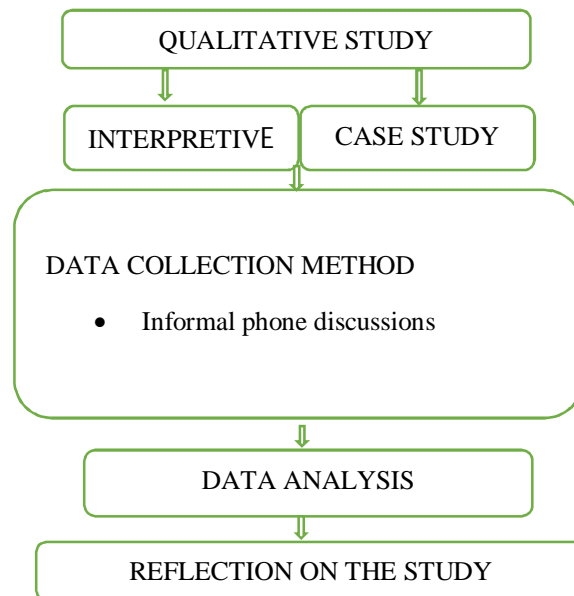 QUALITATIVE STUDY
INTERPRETIVE
CASE STUDY
DATA COLLECTION METHOD
• Informal phone discussions
DATA ANALYSIS
REFLECTION ON THE STUDY